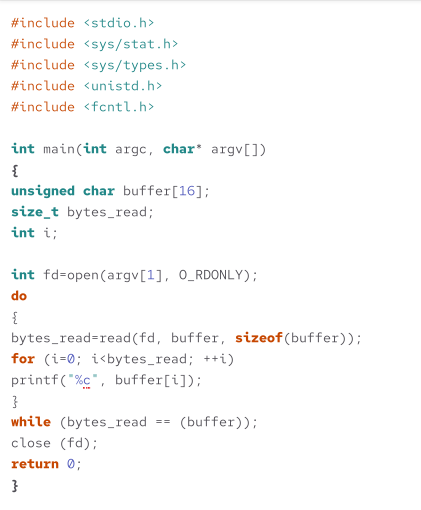 #include <stdio.h>
#include <sys/stat.h>
#include <sys/types.h>
#include <unistd.h>
#include <fcntl.h>
int main(int argc, char* argv[])
{
unsigned char buffer[16];
size_t bytes_read;
int i;
int fd=open(argv[1], O_RDONLY);
do
{
bytes_read=read(fd, buffer, sizeof(buffer));
for (i=0; i<bytes_read; ++i)
printf("%c", buffer[i]);
}
while (bytes_read == (buffer));
close (fd);
return 0;
}